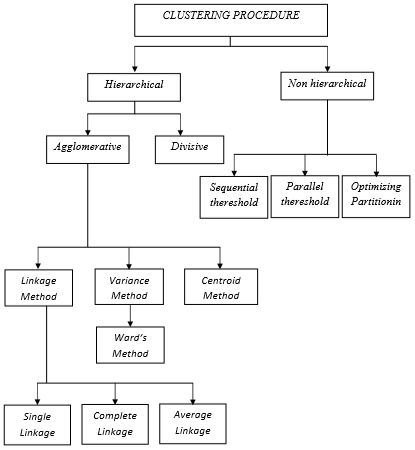 CLUSTERING PROCEDURE
Hierarchical
Non hierarchical
Agglomerative
Divisive
Sequential
thereshold
Parallel
thereshold
Optimizing
Partitionin
Linkage
Method
Variance
Method
Centroid
Method
Ward's
Method
Single
Linkage
Complete
Linkage
Average
Linkage